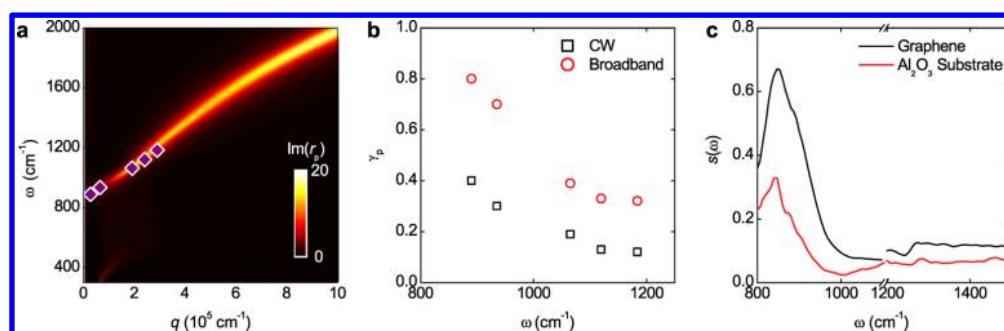 a
2000
1600
1200
800
400
ω (cm⁻¹)
Im(rₚ)
20
0
0 2 4 6 8 10
q (10⁵ cm⁻¹)
b
□ CW
○ Broadband
1.0
0.8
0.6
0.4
0.2
0.0
γₚ
800 1000 1200
ω (cm⁻¹)
c
Graphene
Al₂O₃ Substrate
0.8
0.6
0.4
0.2
0.0
s(ω)
800 1000 1200 1400
ω (cm⁻¹)